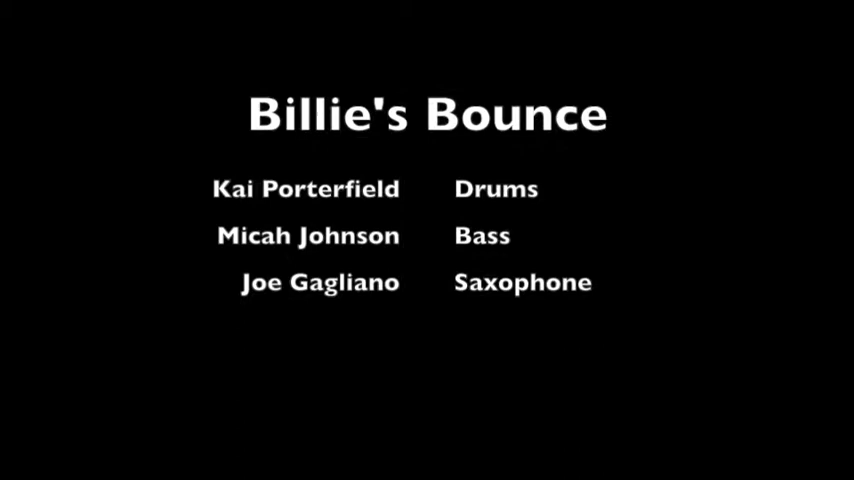 Billie's Bounce
Kai Porterfield Drums
Micah Johnson Bass
Joe Gagliano Saxophone